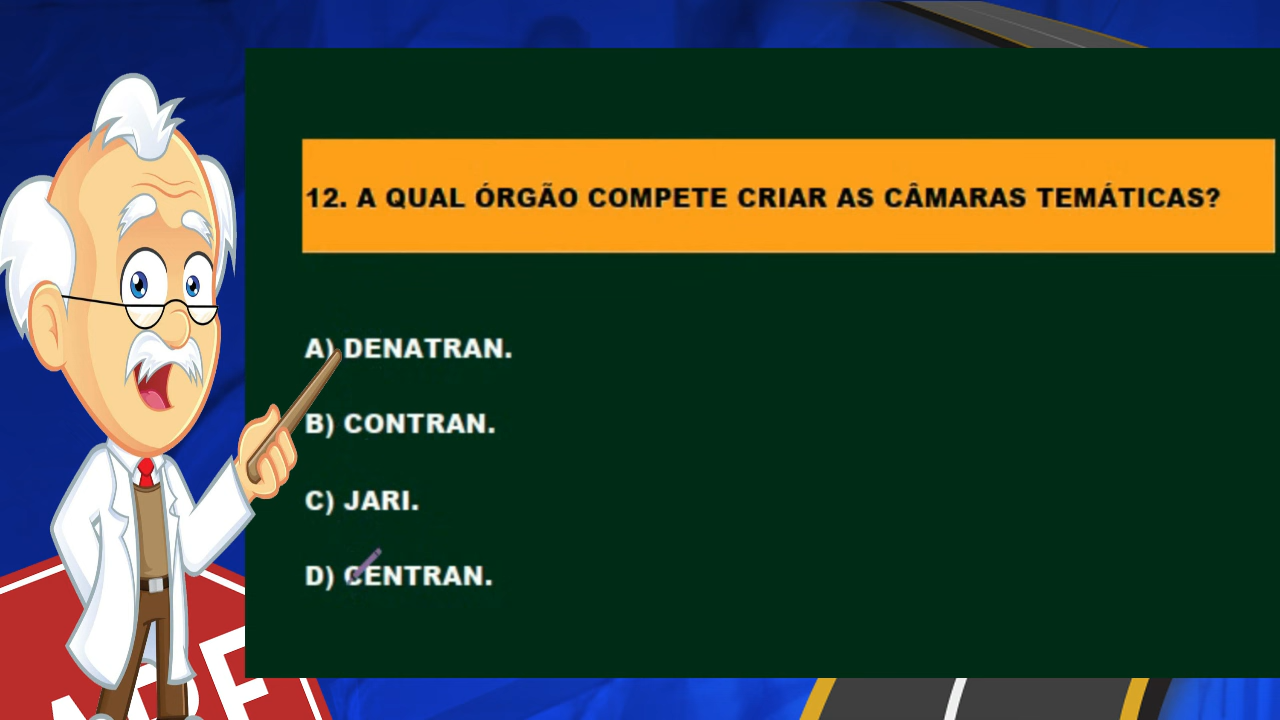 12. A QUAL ÓRGÃO COMPETE CRIAR AS CÂMARAS TEMÁTICAS?
A) DENATRAN.
B) CONTRAN.
C) JARI.
D) CENTRAN.